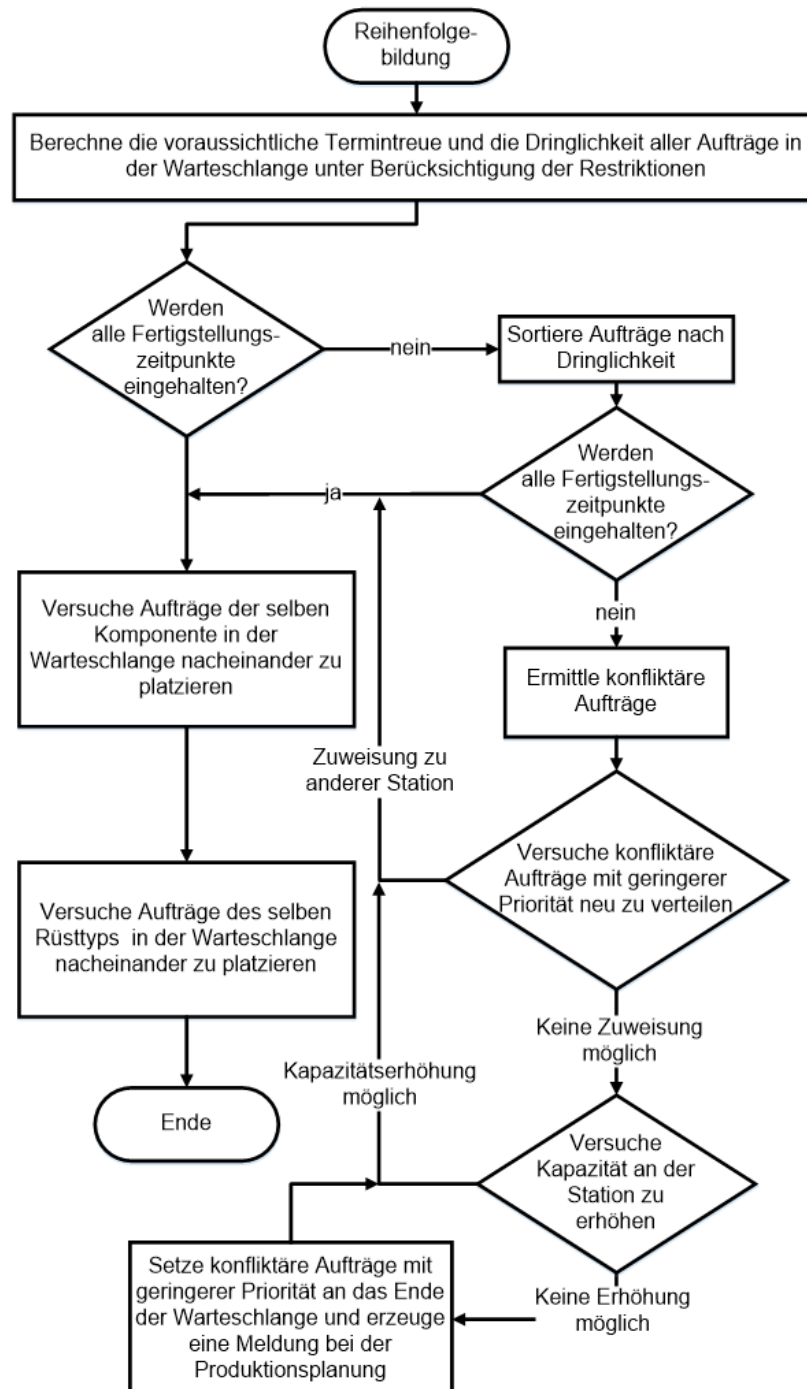 Reihenfolge-
bildung
Berechne die voraussichtliche Termintreue und die Dringlichkeit aller Aufträge in
der Warteschlange unter Berücksichtigung der Restriktionen
Werden
alle Fertigstellungs-
zeitpunkte
eingehalten?
nein
Sortiere Aufträge nach
Dringlichkeit
Werden
alle Fertigstellungs-
zeitpunkte
eingehalten?
ja
nein
Versuche Aufträge der selben
Komponente in der
Warteschlange nacheinander zu
platzieren
Ermittle konfliktäre
Aufträge
Zuweisung zu
anderer Station
Versuche konfliktäre
Aufträge mit geringerer
Priorität neu zu verteilen
Versuche Aufträge des selben
Rüsttyps in der Warteschlange
nacheinander zu platzieren
Keine Zuweisung
möglich
Kapazitätserhöhung
möglich
Ende
Versuche
Kapazität an der
Station zu
erhöhen
Keine Erhöhung
möglich
Setze konfliktäre Aufträge mit
geringerer Priorität an das Ende
der Warteschlange und erzeuge
eine Meldung bei der
Produktionsplanung